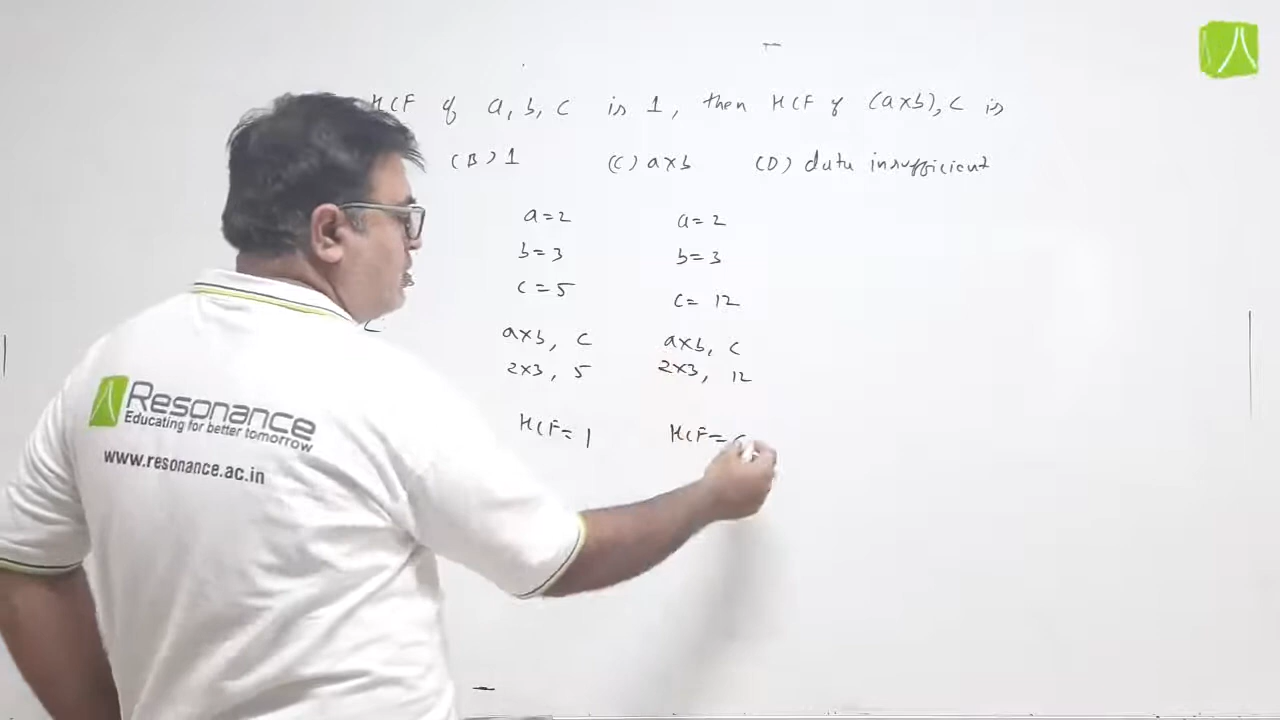 HCF of a, b, c is 1, then HCF of (a×b), c is
(B) 1 (C) a×b (D) data insufficient
a=2 a=2
b=3 b=3
c=5 c=12
a×b, c a×b, c
2×3, 5 2×3, 12
HCF=1 HCF=
Resonance
Educating for better tomorrow
www.resonance.ac.in